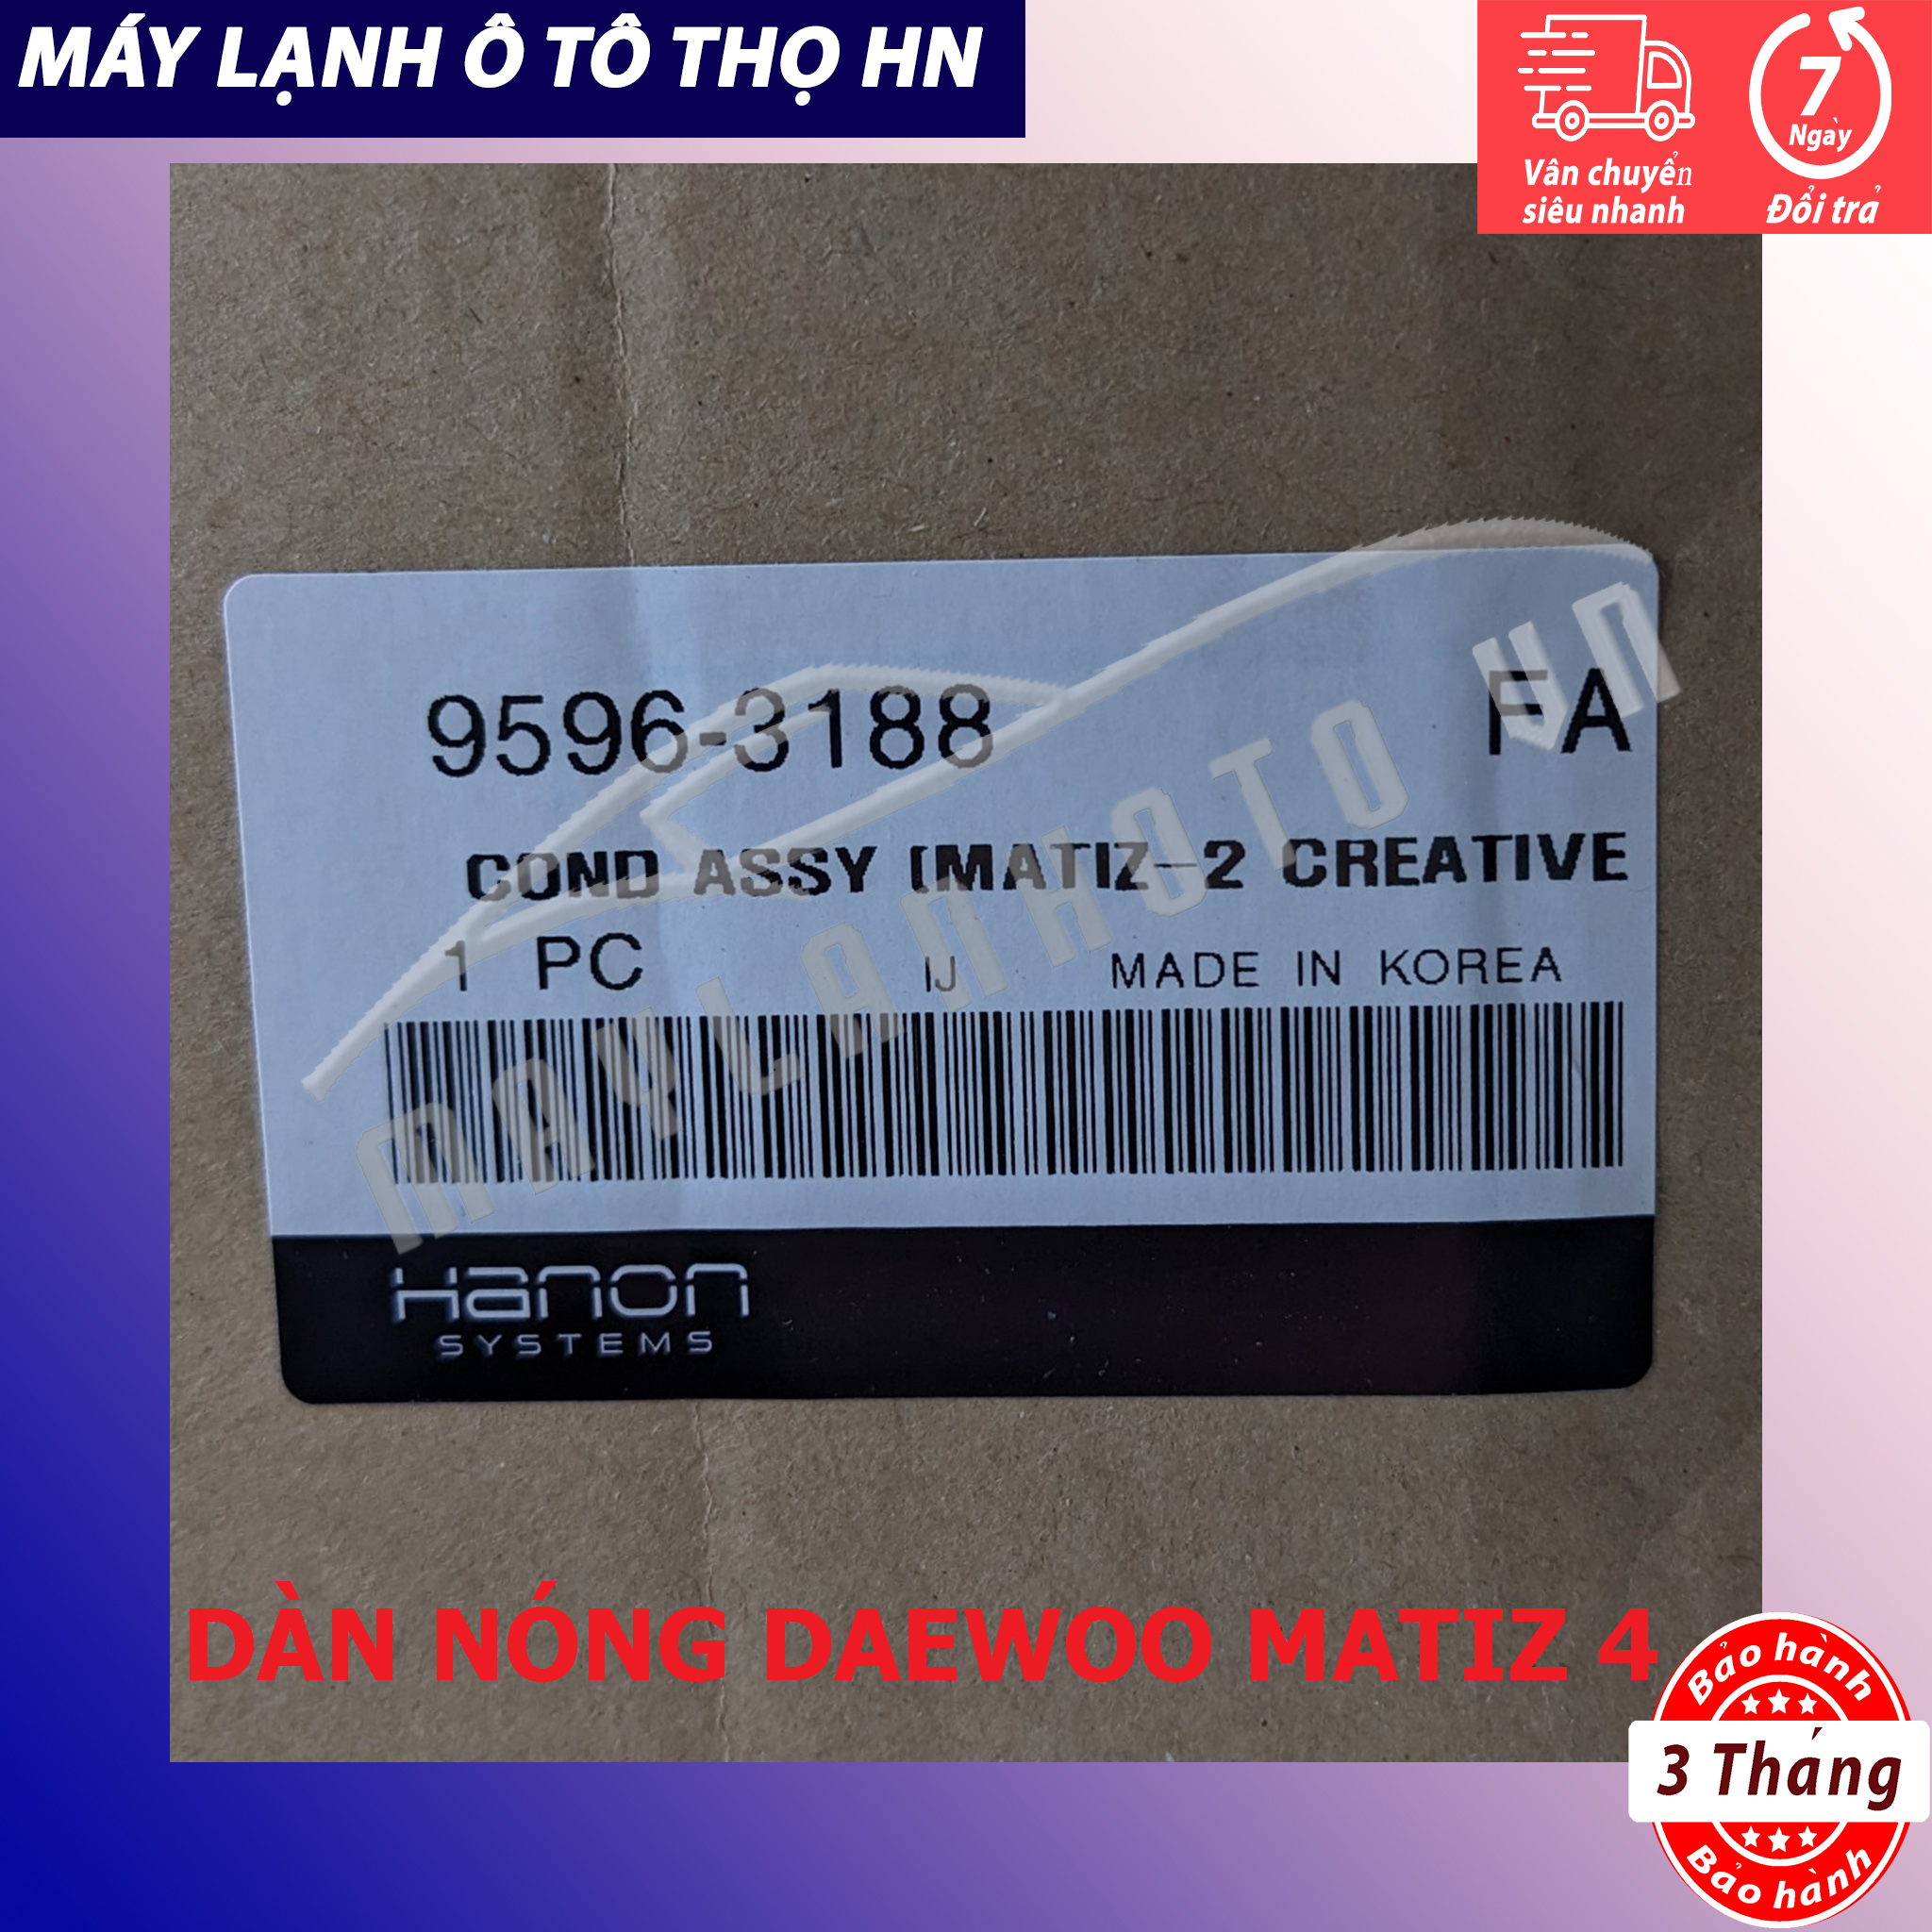 MÁY LẠNH Ô TÔ THỌ HN
7
Ngày
Vân chuyển
siêu nhanh
Đổi trả
9596-3188 FA
COND ASSY (MATIZ-2 CREATIVE
1 PC IJ MADE IN KOREA
MAYLANHOTO VN
Hanon
SYSTEMS
DÀN NÓNG DAEWOO MATIZ 4
Bảo hành
3 Tháng
Bảo hành